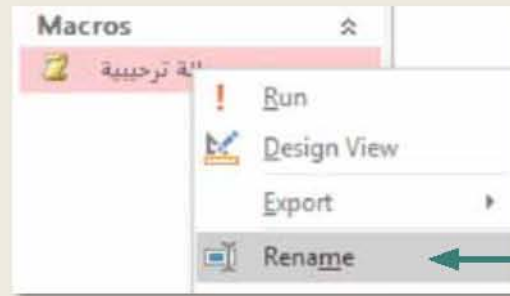 Macros
ترحيبية
Run
Design View
Export
Rename